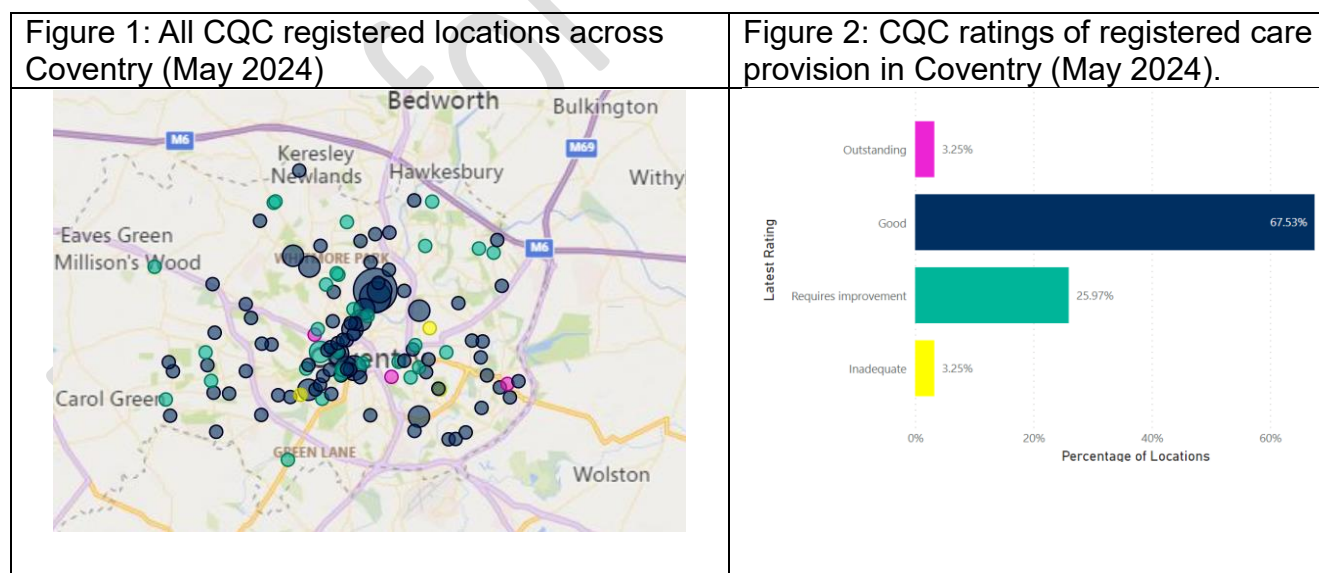 Figure 1: All CQC registered locations across
Coventry (May 2024)
Figure 2: CQC ratings of registered care
provision in Coventry (May 2024).
Bedworth
Bulkington
M6
M69
Keresley
Newlands
Hawkesbury
Withy
M6
Eaves Green
Millison's Wood
Carol Green
GREEN LANE
Wolston
Latest Rating
Outstanding
3.25%
Good
67.53%
Requires improvement
25.97%
Inadequate
3.25%
0%
20%
40%
60%
Percentage of Locations